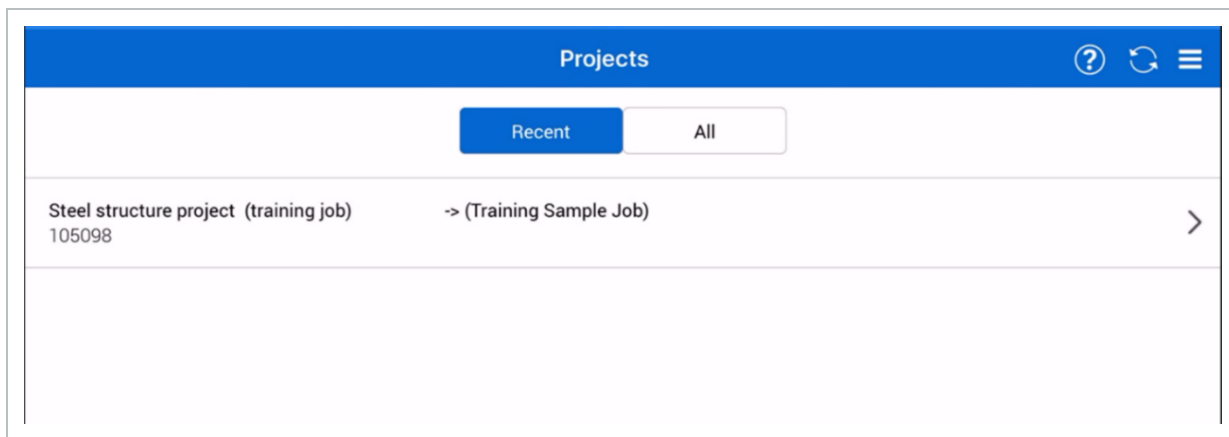 Projects
?
Recent All
Steel structure project (training job) -> (Training Sample Job)
105098